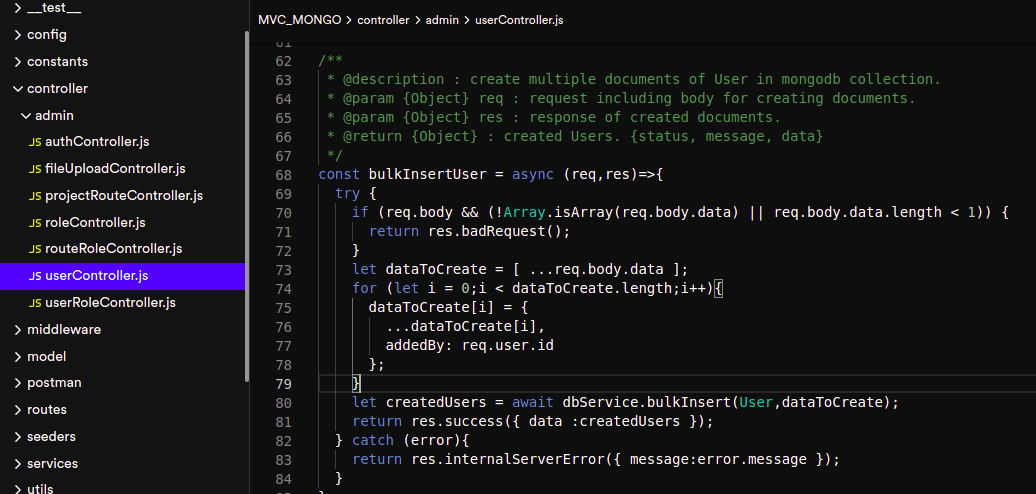 __test__
config
constants
controller
admin
JS authController.js
JS fileUploadController.js
JS projectRouteController.js
JS roleController.js
JS routeRoleController.js
JS userController.js
JS userRoleController.js
middleware
model
postman
routes
seeders
services
utils
MVC_MONGO > controller > admin > userController.js
61
62 /**
63  * @description : create multiple documents of User in mongodb collection.
64  * @param {Object} req : request including body for creating documents.
65  * @param {Object} res : response of created documents.
66  * @return {Object} : created Users. {status, message, data}
67  */
68 const bulkInsertUser = async (req,res)=>{
69   try {
70     if (req.body && (!Array.isArray(req.body.data) || req.body.data.length < 1)) {
71       return res.badRequest();
72     }
73     let dataToCreate = [ ...req.body.data ];
74     for (let i = 0;i < dataToCreate.length;i++){
75       dataToCreate[i] = {
76         ...dataToCreate[i],
77         addedBy: req.user.id
78       };
79     }
80     let createdUsers = await dbService.bulkInsert(User,dataToCreate);
81     return res.success({ data :createdUsers });
82   } catch (error){
83     return res.internalServerError({ message:error.message });
84   }